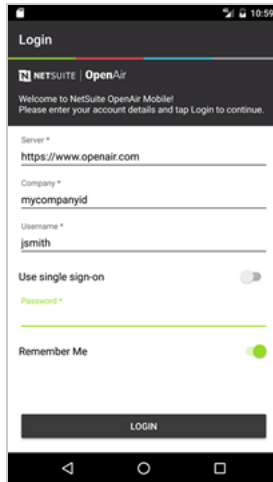 10:59
Login
N NETSUITE | OpenAir
Welcome to NetSuite OpenAir Mobile!
Please enter your account details and tap Login to continue.
Server *
https://www.openair.com
Company *
mycompanyid
Username *
jsmith
Use single sign-on
Password *
Remember Me
LOGIN